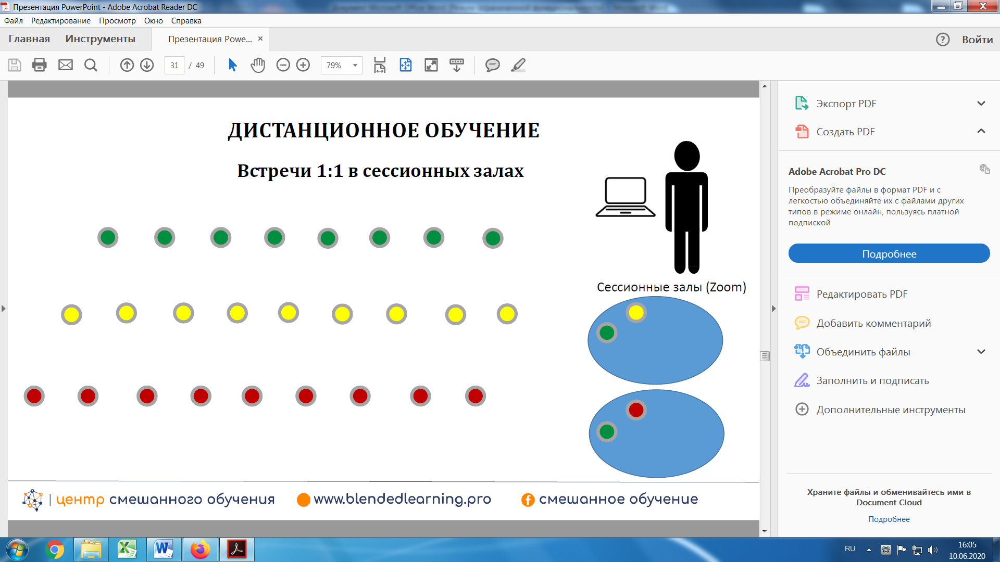 Презентация PowerPoint - Adobe Acrobat Reader DC
Файл Редактирование Просмотр Окно Справка
Главная Инструменты Презентация Powe... × ? Войти
31 / 49 79%
ДИСТАНЦИОННОЕ ОБУЧЕНИЕ
Встречи 1:1 в сессионных залах
Сессионные залы (Zoom)
центр смешанного обучения www.blendedlearning.pro f смешанное обучение
Экспорт PDF
Создать PDF
Adobe Acrobat Pro DC
Преобразуйте файлы в формат PDF и с
легкостью объединяйте их с файлами других
типов в режиме онлайн, пользуясь платной
подпиской
Подробнее
Редактировать PDF
Добавить комментарий
Объединить файлы
Заполнить и подписать
Дополнительные инструменты
Храните файлы и обменивайтесь ими в
Document Cloud
Подробнее
RU
16:05
10.06.2020